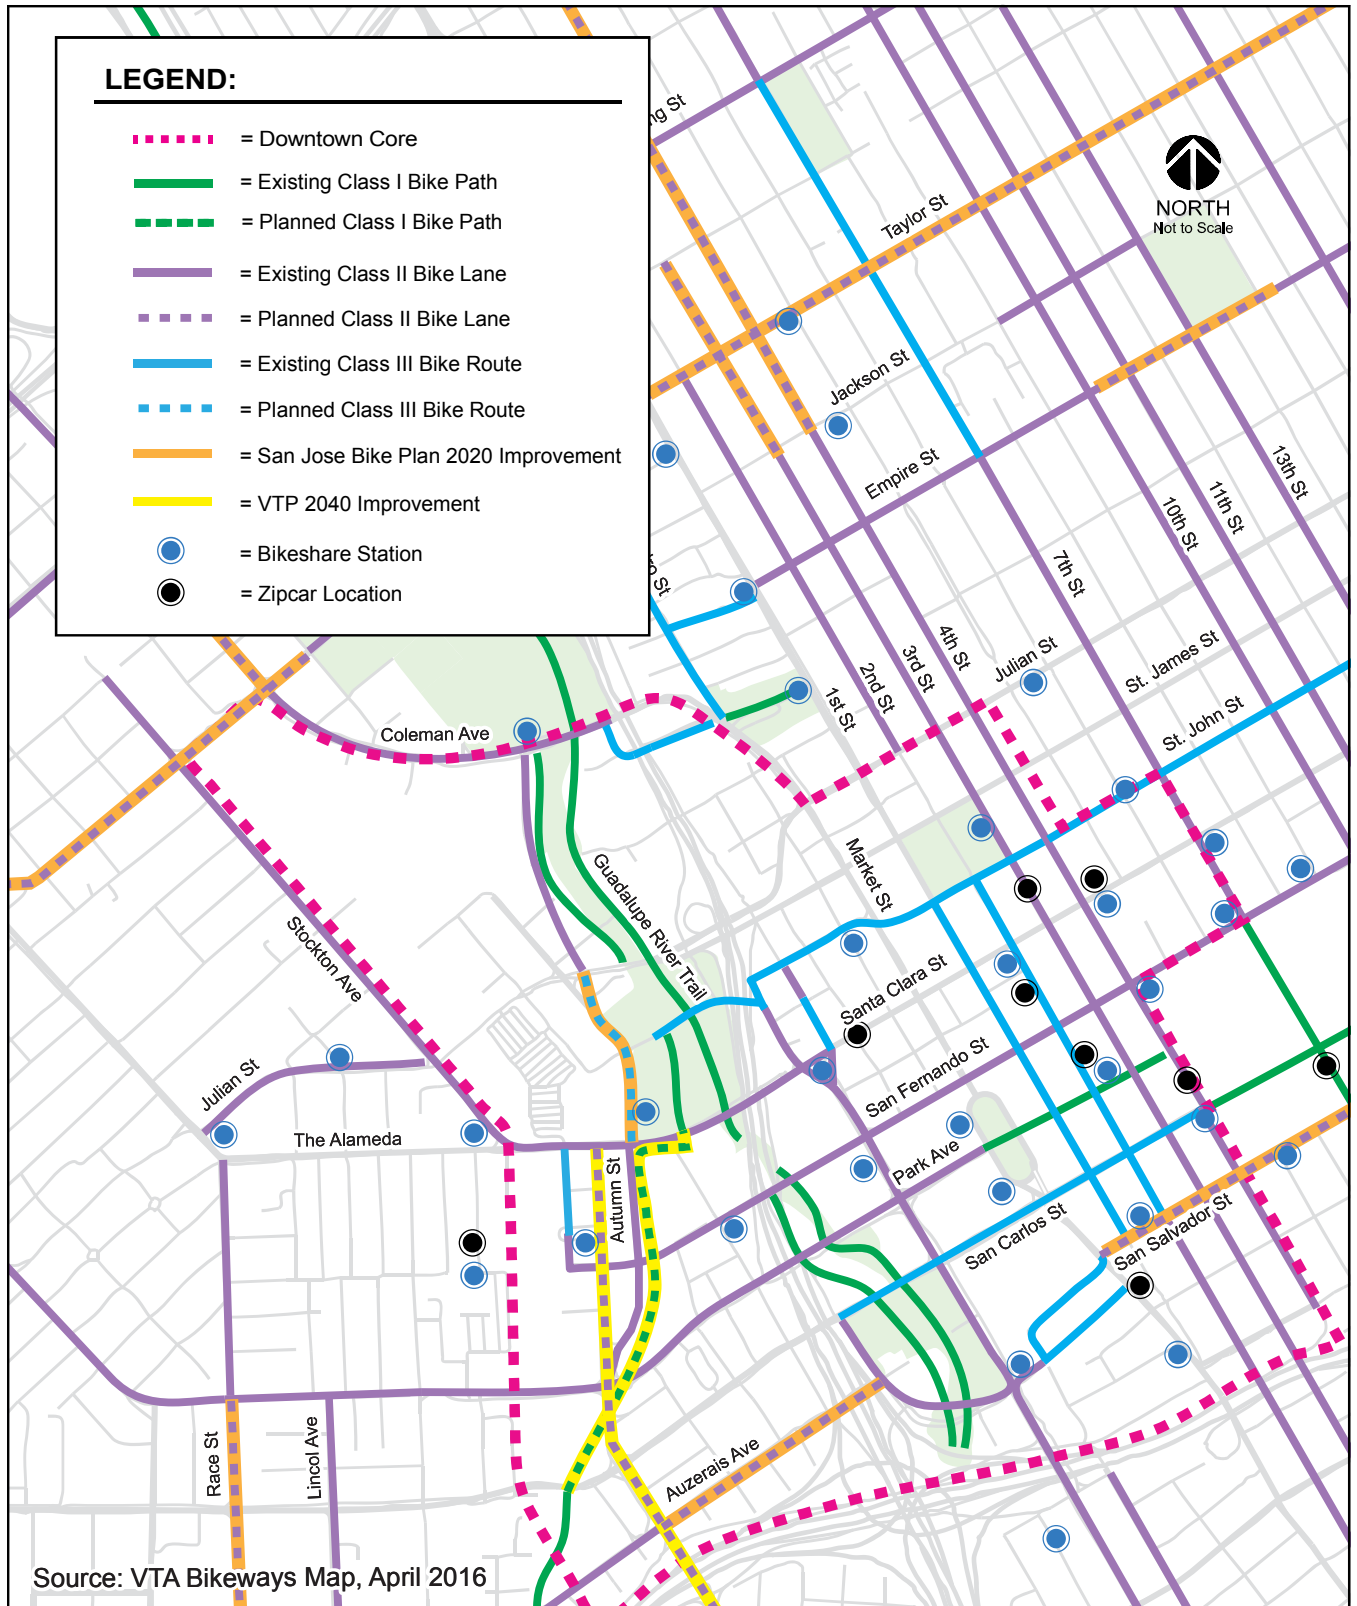 LEGEND:
= Downtown Core
= Existing Class I Bike Path
= Planned Class I Bike Path
= Existing Class II Bike Lane
= Planned Class II Bike Lane
= Existing Class III Bike Route
= Planned Class III Bike Route
= San Jose Bike Plan 2020 Improvement
= VTP 2040 Improvement
= Bikeshare Station
= Zipcar Location
NORTH
Not to Scale
St
Taylor St
Jackson St
Empire St
St
13th St
11th St
10th St
7th St
4th St
3rd St
2nd St
1st St
Julian St
St. James St
St. John St
Coleman Ave
Market St
Guadalupe River Trail
Stockton Ave
Santa Clara St
San Fernando St
Julian St
The Alameda
Autumn St
Park Ave
San Carlos St
San Salvador St
Race St
Lincol Ave
Auzerais Ave
Source: VTA Bikeways Map, April 2016